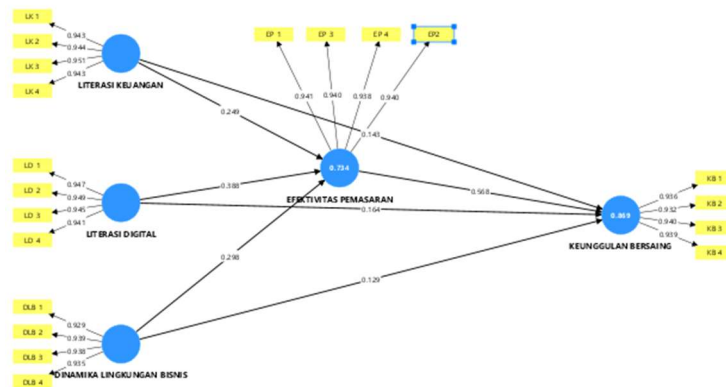 LK 1
LK 2
LK 3
LK 4
0.943
0.944
0.951
0.943
LITERASI KEUANGAN
EP 1
EP 3
EP 4
EP2
0.941
0.940
0.938
0.940
0.249
0.143
0.734
EFEKTIVITAS PEMASARAN
LD 1
LD 2
LD 3
LD 4
0.947
0.949
0.945
0.941
LITERASI DIGITAL
0.388
0.568
0.164
0.298
0.129
0.869
KEUNGGULAN BERSAING
KB 1
KB 2
KB 3
KB 4
0.936
0.932
0.940
0.939
DLB 1
DLB 2
DLB 3
DLB 4
0.929
0.939
0.938
0.935
DINAMIKA LINGKUNGAN BISNIS